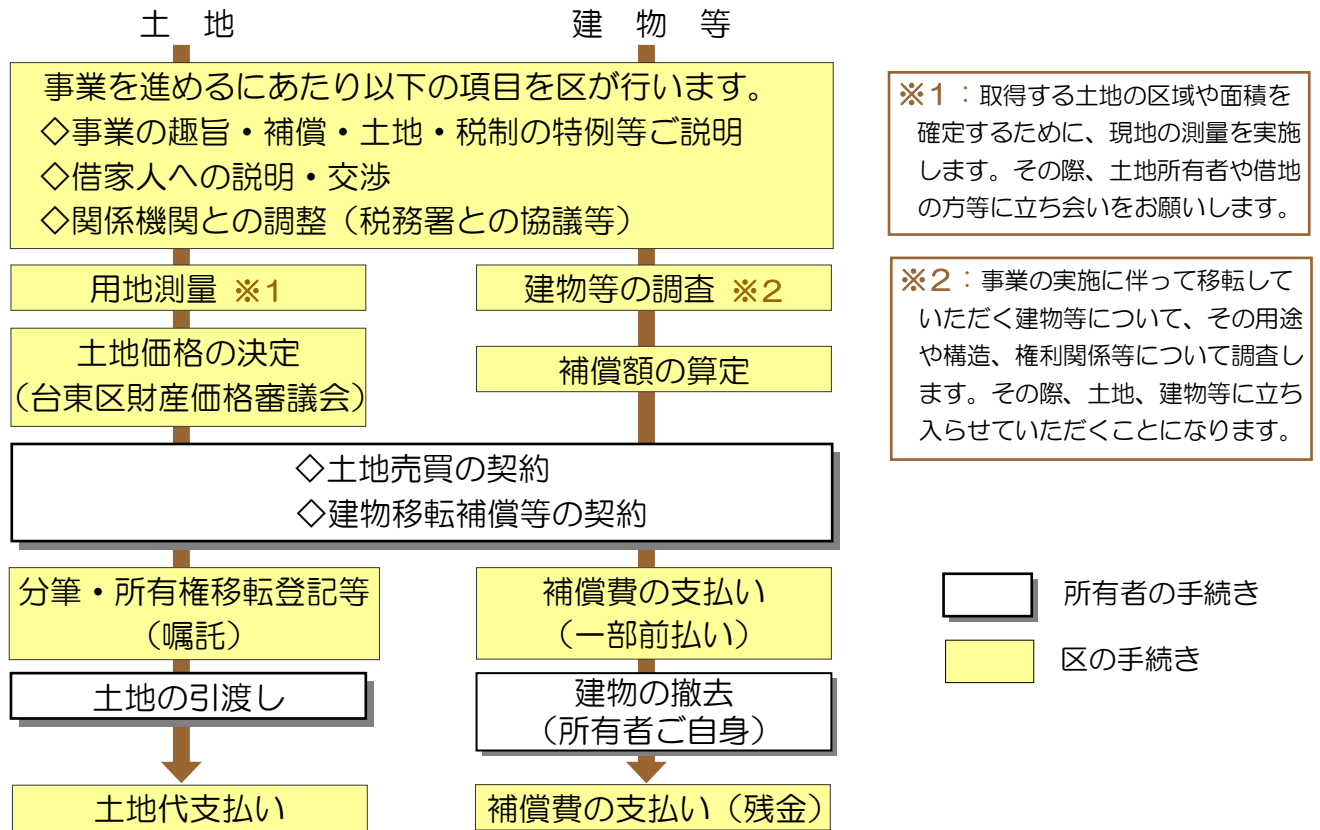 土　地
建　物　等
事業を進めるにあたり以下の項目を区が行います。
◇事業の趣旨・補償・土地・税制の特例等ご説明
◇借家人への説明・交渉
◇関係機関との調整（税務署との協議等）
用地測量 ※1
建物等の調査 ※2
土地価格の決定
（台東区財産価格審議会）
補償額の算定
◇土地売買の契約
◇建物移転補償等の契約
分筆・所有権移転登記等
（嘱託）
補償費の支払い
（一部前払い）
土地の引渡し
建物の撤去
（所有者ご自身）
土地代支払い
補償費の支払い（残金）
※1：取得する土地の区域や面積を
確定するために、現地の測量を実施
します。その際、土地所有者や借地
の方等に立ち会いをお願いします。
※2：事業の実施に伴って移転して
いただく建物等について、その用途
や構造、権利関係等について調査し
ます。その際、土地、建物等に立ち
入らせていただくことになります。
所有者の手続き
区の手続き